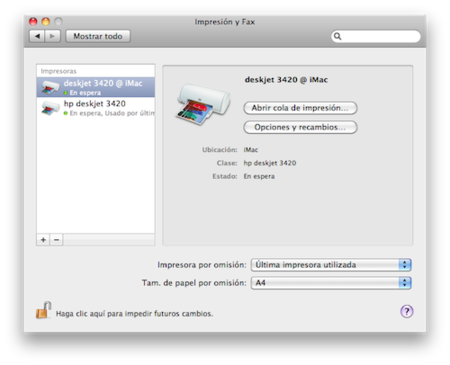 Impresión y Fax
Mostrar todo
Impresoras
deskjet 3420 @ iMac
En espera
hp deskjet 3420
En espera, Usado por últim
deskjet 3420 @ iMac
Abrir cola de impresión...
Opciones y recambios...
Ubicación: iMac
Clase: hp deskjet 3420
Estado: En espera
+ −
Impresora por omisión: Última impresora utilizada
Tam. de papel por omisión: A4
Haga clic aquí para impedir futuros cambios.
?